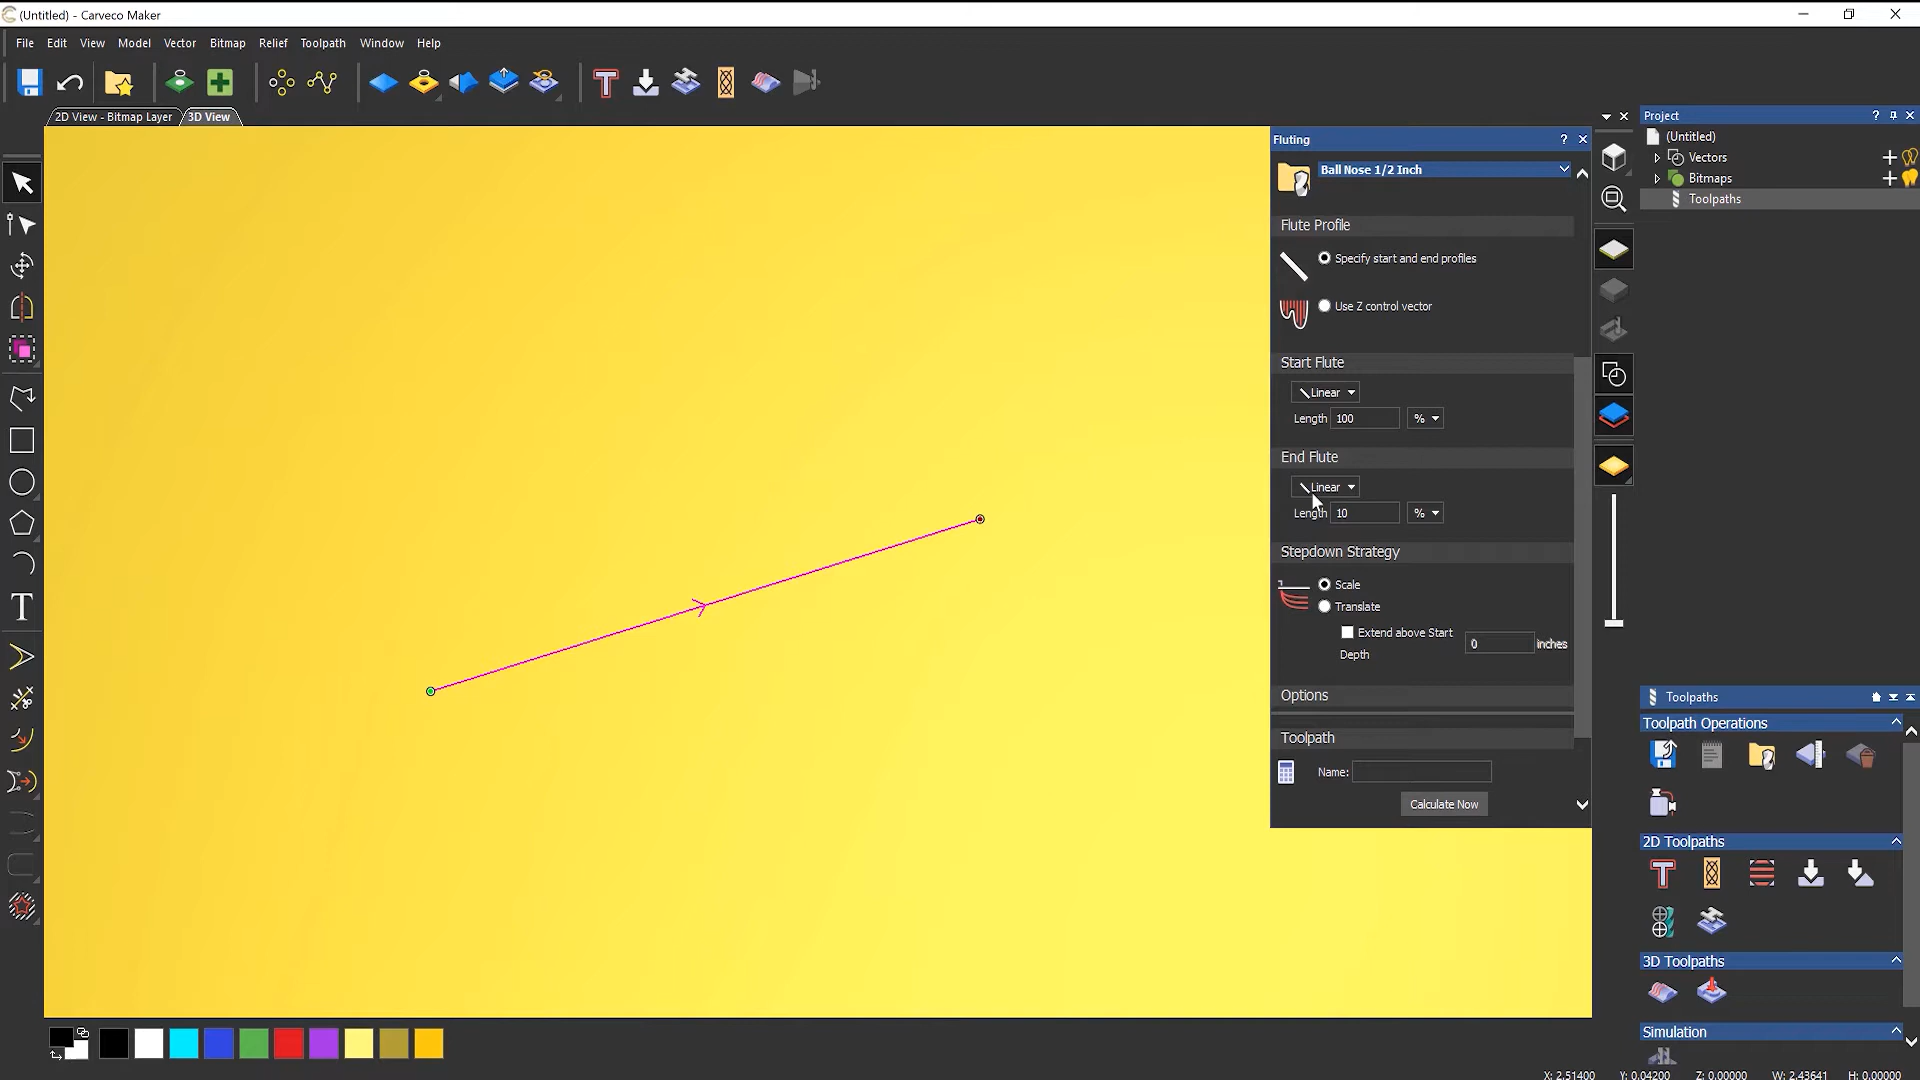 (Untitled) - Carveco Maker
File Edit View Model Vector Bitmap Relief Toolpath Window Help
2D View - Bitmap Layer 3D View
Project
(Untitled)
Vectors
Bitmaps
Toolpaths
Fluting
Ball Nose 1/2 Inch
Flute Profile
Specify start and end profiles
Use Z control vector
Start Flute
Linear
Length 100 %
End Flute
Linear
Length 10 %
Stepdown Strategy
Scale
Translate
Extend above Start
Depth
0 inches
Options
Toolpath
Name:
Calculate Now
Toolpaths
Toolpath Operations
2D Toolpaths
3D Toolpaths
Simulation
X: 2.51400 Y: 0.04200 Z: 0.00000 W: 2.43641 H: 0.00000